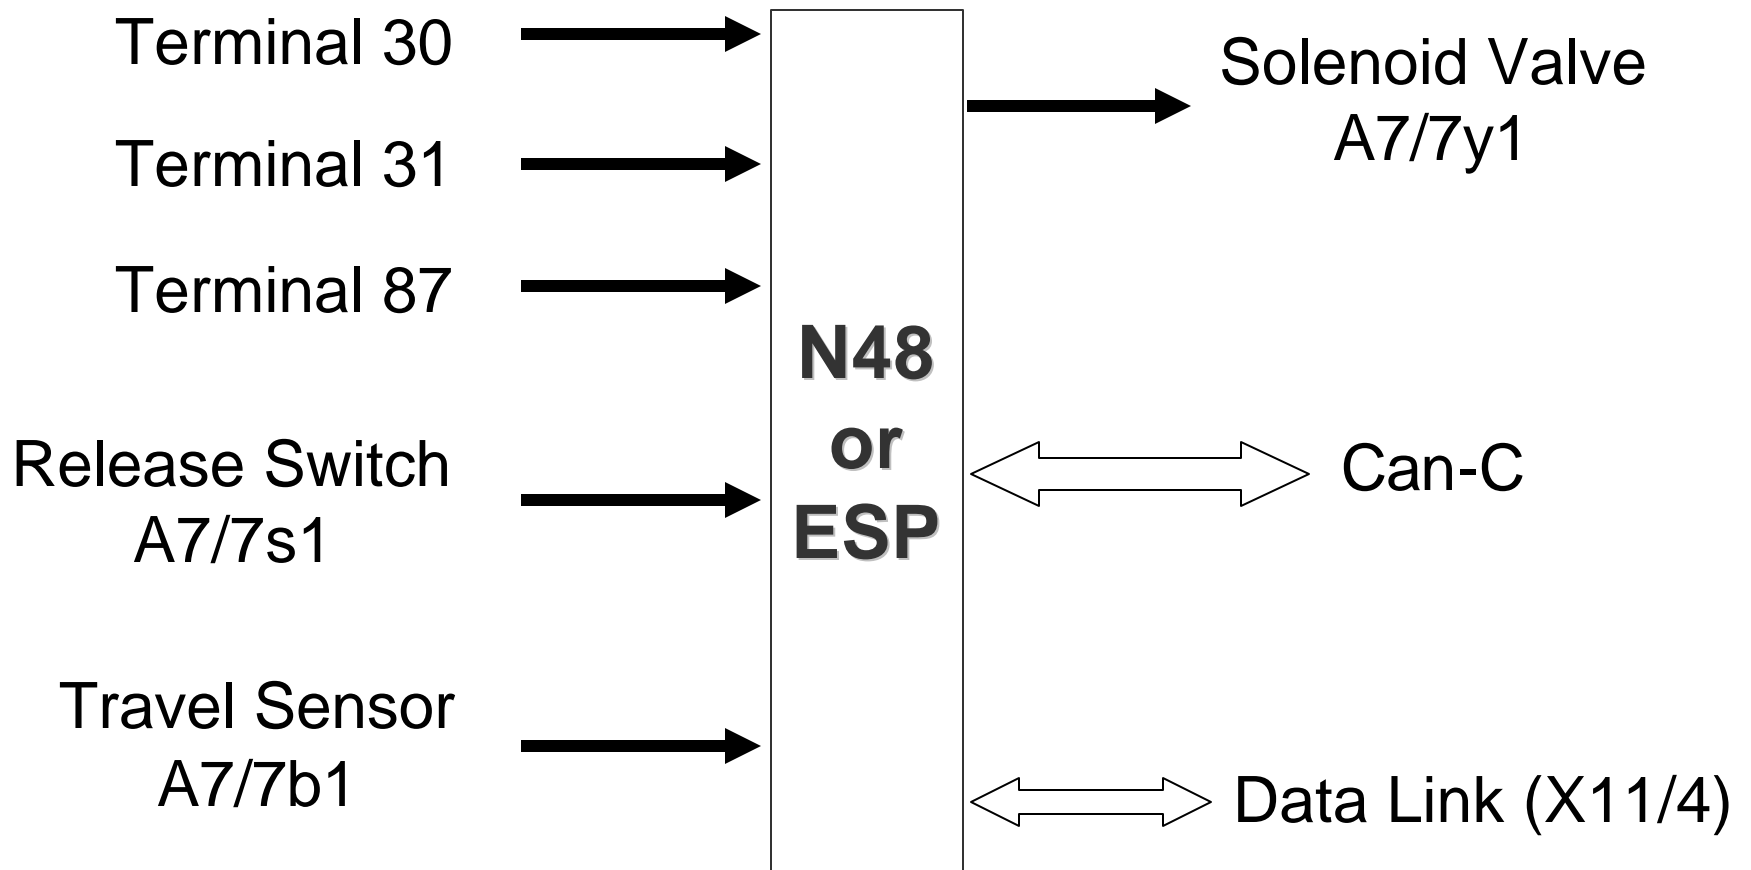 Terminal 30
Terminal 31
Terminal 87
Release Switch
A7/7s1
Travel Sensor
A7/7b1
N48
or
ESP
Solenoid Valve
A7/7y1
Can-C
Data Link (X11/4)